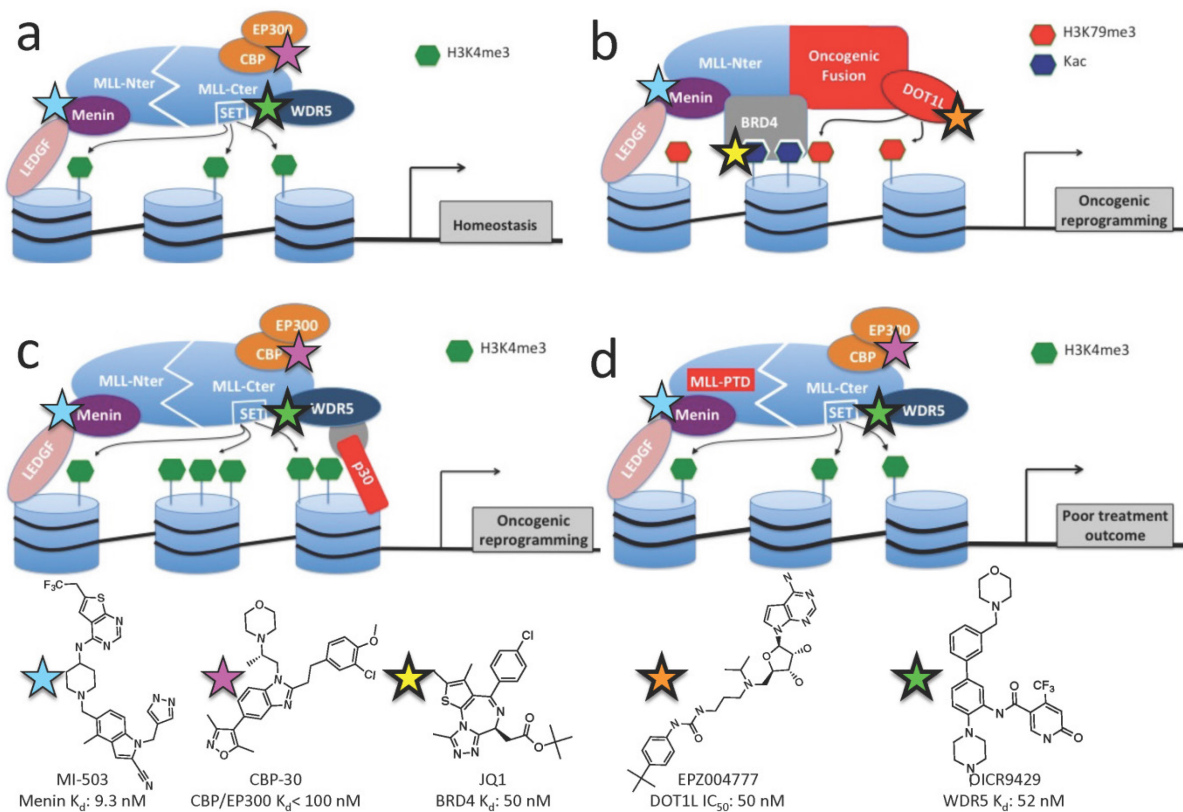 a
EP300
CBP
H3K4me3
MLL-Nter
MLL-Cter
Menin
SET
WDR5
LEDGF
Homeostasis
b
H3K79me3
Kac
MLL-Nter
Oncogenic
Fusion
DOT1L
Menin
BRD4
LEDGF
Oncogenic
reprogramming
c
EP300
CBP
H3K4me3
MLL-Nter
MLL-Cter
Menin
SET
WDR5
LEDGF
p30
Oncogenic
reprogramming
d
EP300
CBP
H3K4me3
MLL-PTD
MLL-Cter
Menin
SET
WDR5
LEDGF
Poor treatment
outcome
F3C
S
N
N
N
N
N
N
N
N
N
MI-503
Menin Kd: 9.3 nM
O
N
O
Cl
N
N
N
O
CBP-30
CBP/EP300 Kd< 100 nM
Cl
S
N
N
N
N
O
O
JQ1
BRD4 Kd: 50 nM
N
N
N
N
N
O
O
O
N
N
N
O
EPZ004777
DOT1L IC50: 50 nM
O
N
O
CF3
N
N
N
N
O
OICR9429
WDR5 Kd: 52 nM